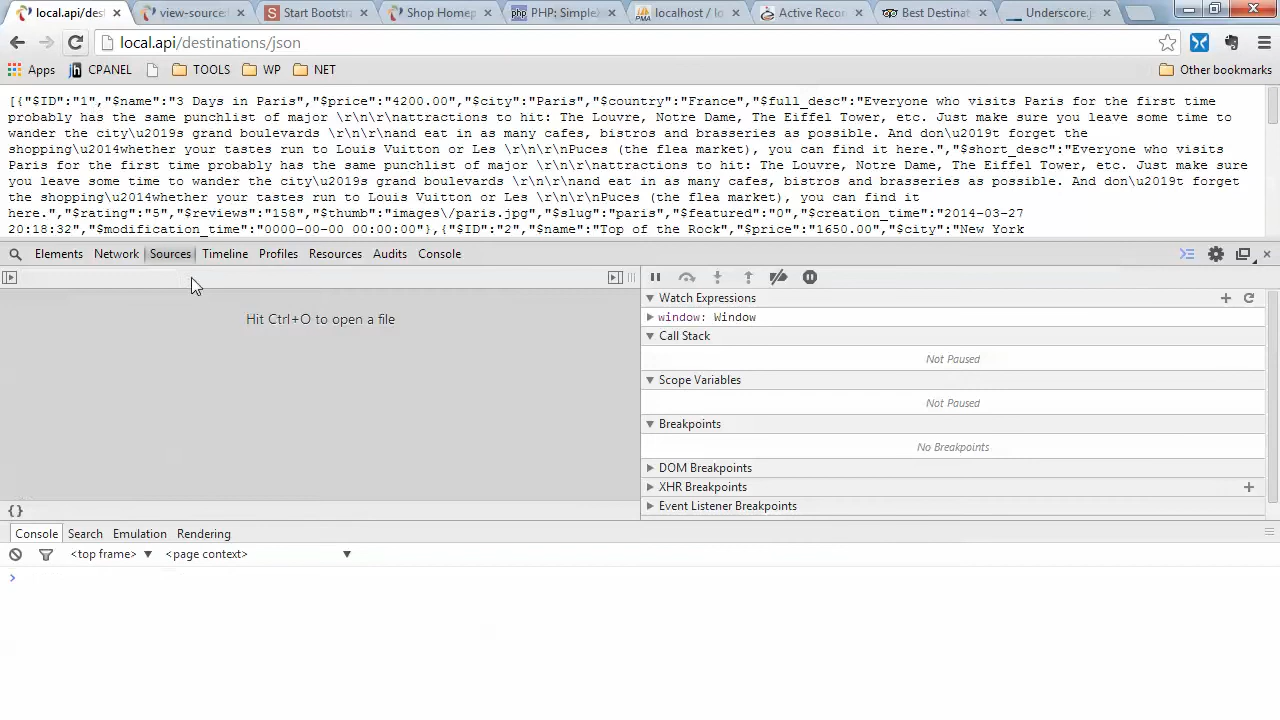 local.api/des
view-source
Start Bootstr
Shop Homep
PHP: Simple
localhost / lo
Active Reco
Best Destina
Underscore.j
local.api/destinations/json
Apps CPANEL TOOLS WP NET Other bookmarks
[{"$ID":"1","$name":"3 Days in Paris","$price":"4200.00","$city":"Paris","$country":"France","$full_desc":"Everyone who visits Paris for the first time
probably has the same punchlist of major \r\n\r\nattractions to hit: The Louvre, Notre Dame, The Eiffel Tower, etc. Just make sure you leave some time to
wander the city\u2019s grand boulevards \r\n\r\nand eat in as many cafes, bistros and brasseries as possible. And don\u2019t forget the
shopping\u2014whether your tastes run to Louis Vuitton or Les \r\n\r\nPuces (the flea market), you can find it here.","$short_desc":"Everyone who visits
Paris for the first time probably has the same punchlist of major \r\n\r\nattractions to hit: The Louvre, Notre Dame, The Eiffel Tower, etc. Just make sure
you leave some time to wander the city\u2019s grand boulevards \r\n\r\nand eat in as many cafes, bistros and brasseries as possible. And don\u2019t forget
the shopping\u2014whether your tastes run to Louis Vuitton or Les \r\n\r\nPuces (the flea market), you can find it
here.","$rating":"5","$reviews":"158","$thumb":"images\/paris.jpg","$slug":"paris","$featured":"0","$creation_time":"2014-03-27
20:18:32","$modification_time":"0000-00-00 00:00:00"},{"$ID":"2","$name":"Top of the Rock","$price":"1650.00","$city":"New York
Elements Network Sources Timeline Profiles Resources Audits Console
Hit Ctrl+O to open a file
Watch Expressions
window: Window
Call Stack
Not Paused
Scope Variables
Not Paused
Breakpoints
No Breakpoints
DOM Breakpoints
XHR Breakpoints
Event Listener Breakpoints
{}
Console Search Emulation Rendering
<top frame> <page context>
>